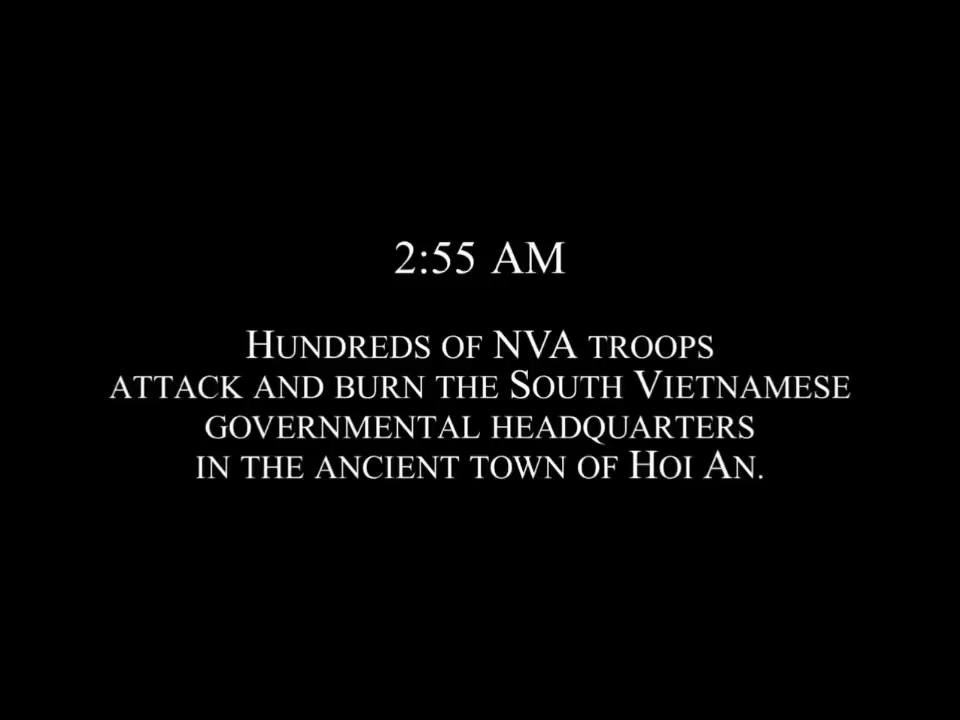 2:55 AM
HUNDREDS OF NVA TROOPS
ATTACK AND BURN THE SOUTH VIETNAMESE
GOVERNMENTAL HEADQUARTERS
IN THE ANCIENT TOWN OF HOI AN.